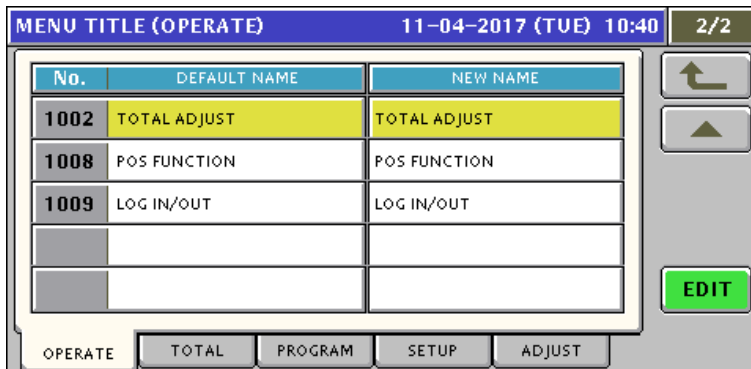 MENU TITLE (OPERATE) 11-04-2017 (TUE) 10:40 2/2
No. DEFAULT NAME NEW NAME
1002 TOTAL ADJUST TOTAL ADJUST
1008 POS FUNCTION POS FUNCTION
1009 LOG IN/OUT LOG IN/OUT
EDIT
OPERATE TOTAL PROGRAM SETUP ADJUST